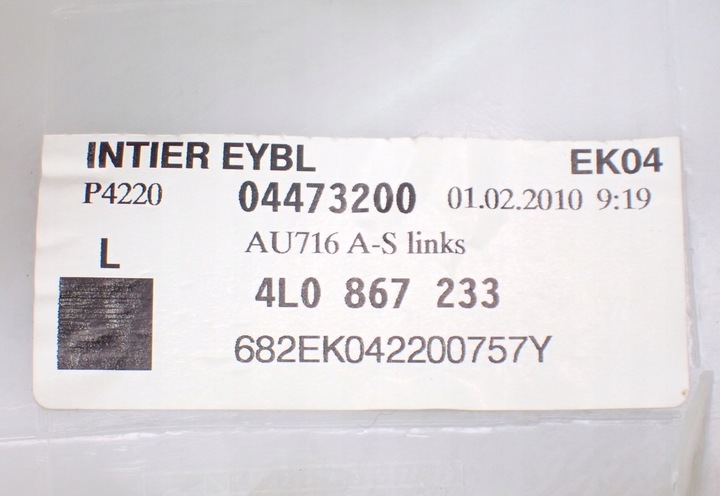 INTIER EYBL EK04
P4220 04473200 01.02.2010 9:19
L AU716 A-S links
4L0 867 233
682EK042200757Y